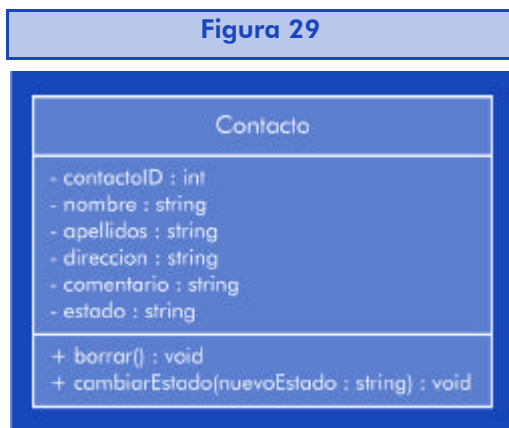 Figura 29
Contacto
- contactoID : int
- nombre : string
- apellidos : string
- direccion : string
- comentario : string
- estado : string
+ borrar() : void
+ cambiarEstado(nuevoEstado : string) : void